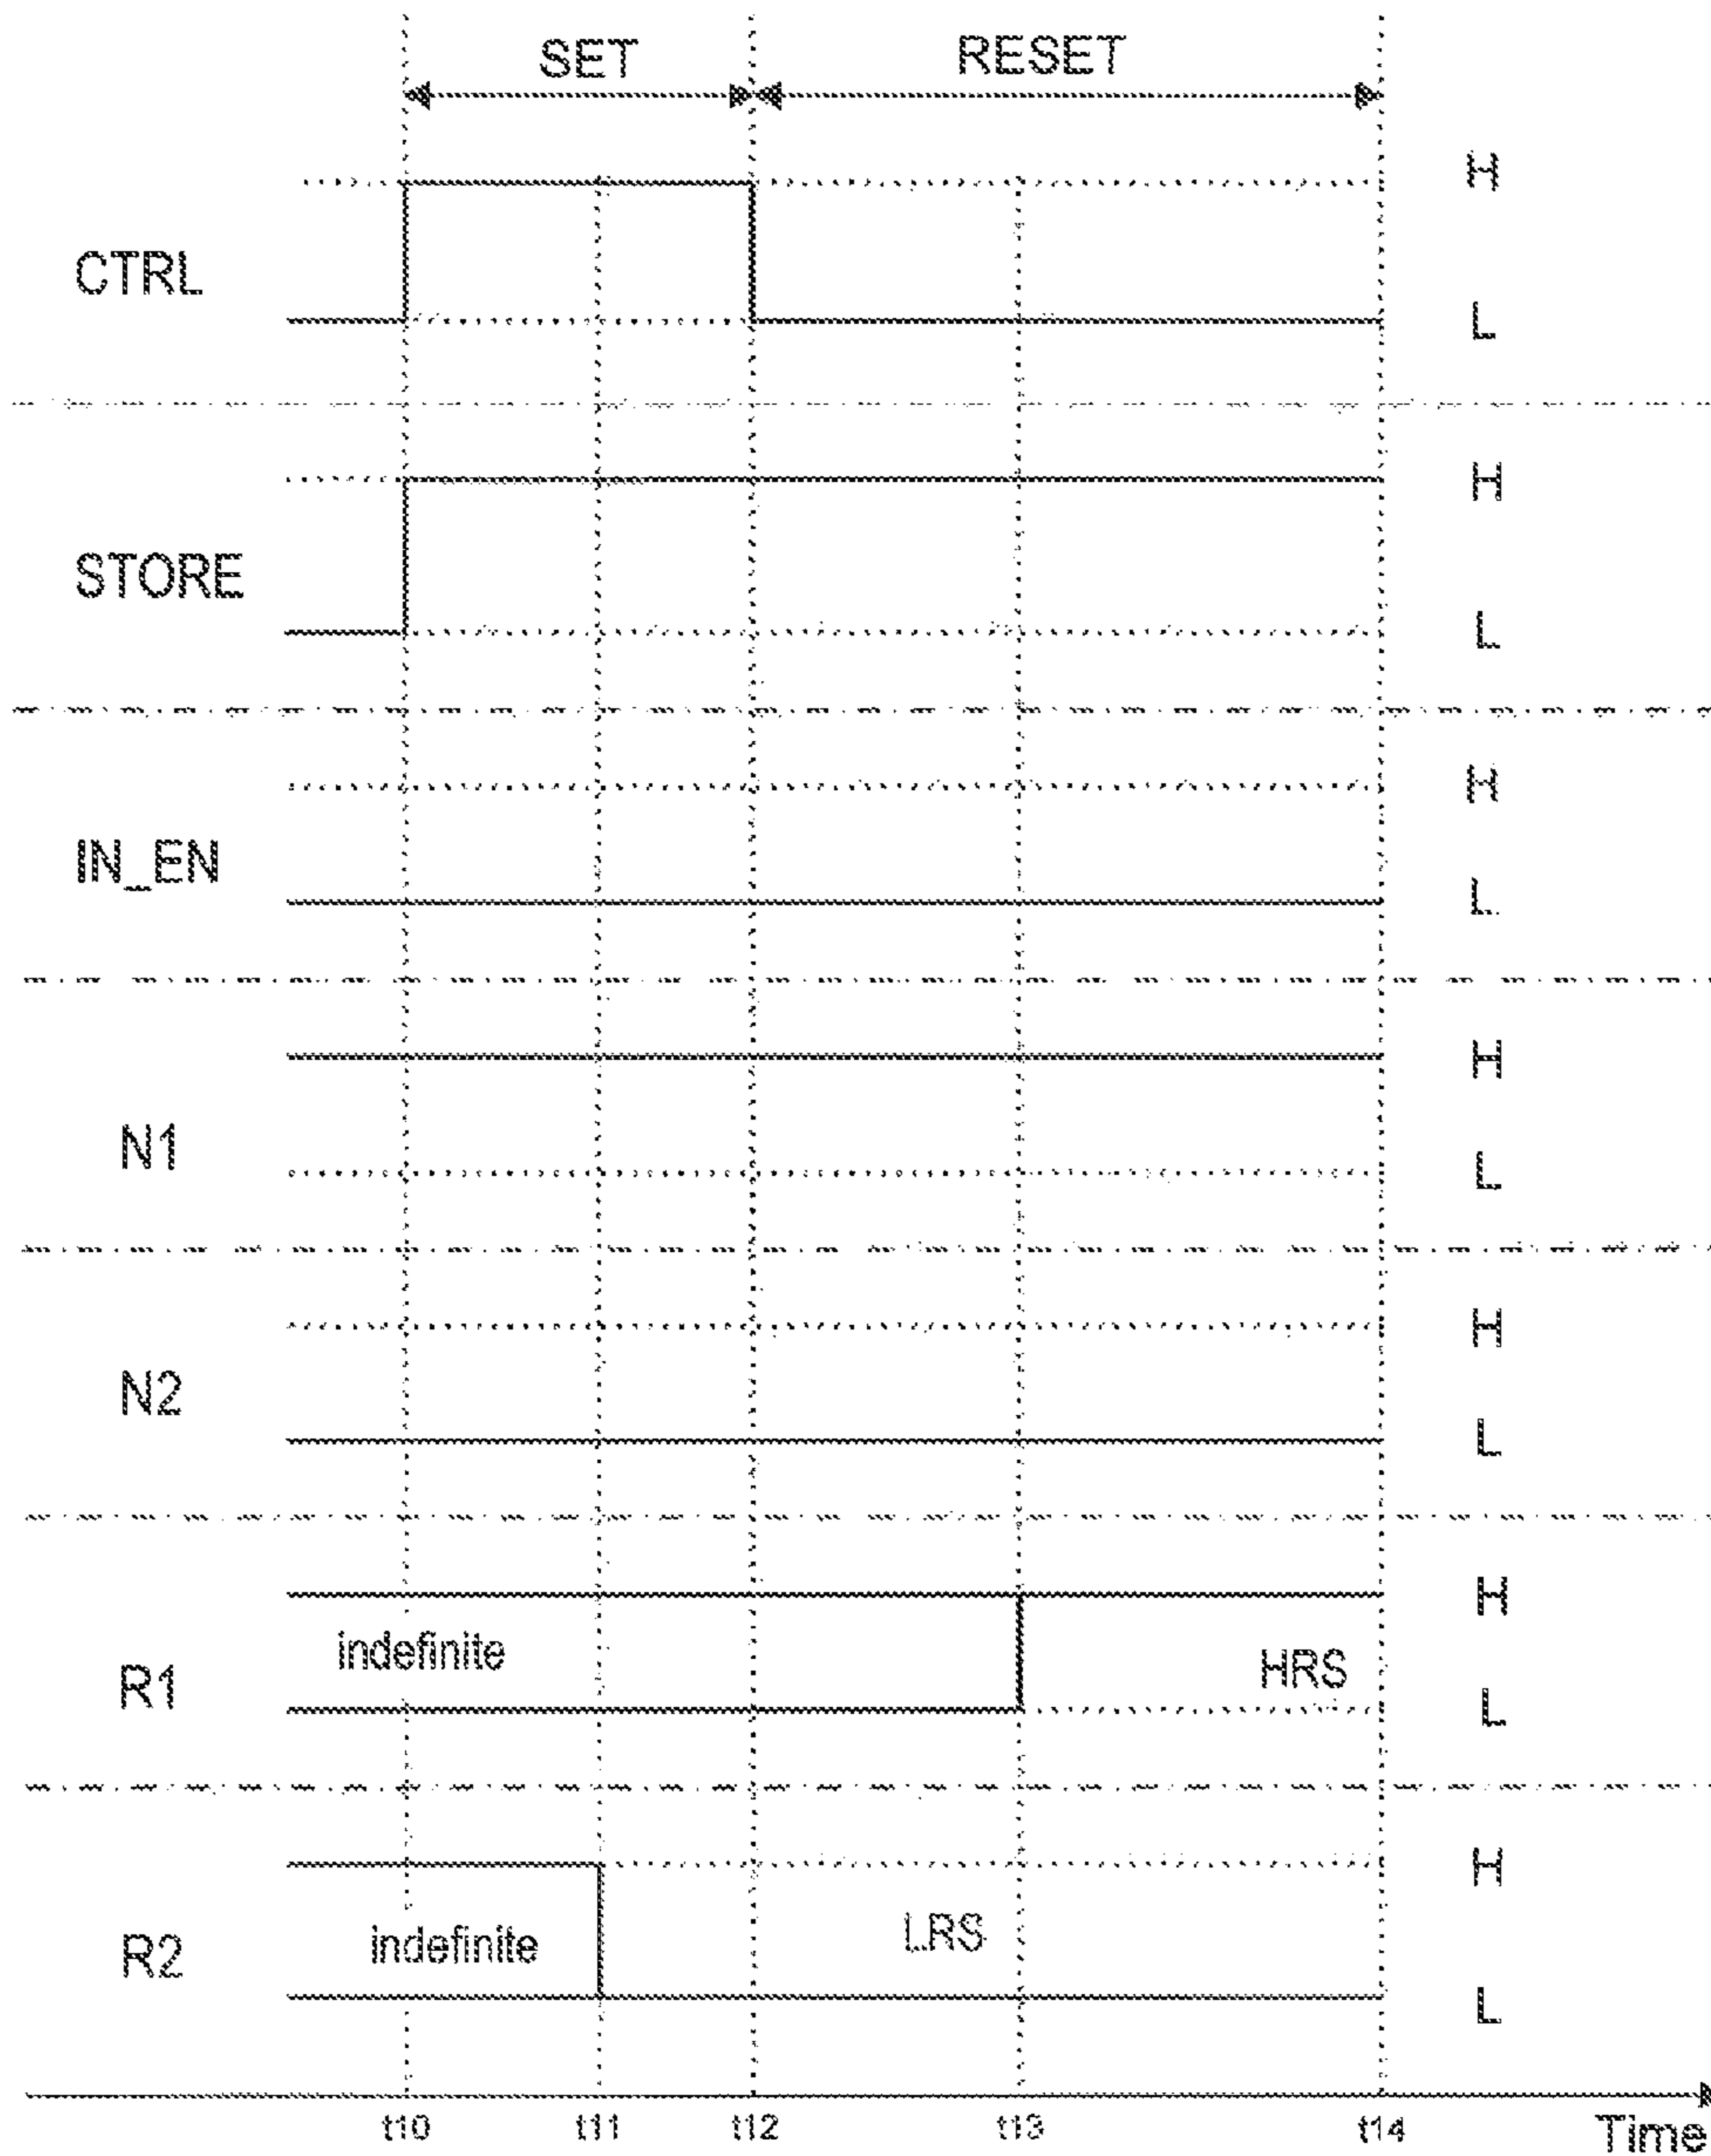 SET RESET
H
CTRL
L
H
STORE
L
H
IN_EN
L
H
N1
L
H
N2
L
H
indefinite
R1 HRS
L
H
indefinite LRS
R2
L
t10 t11 t12 t13 t14 Time